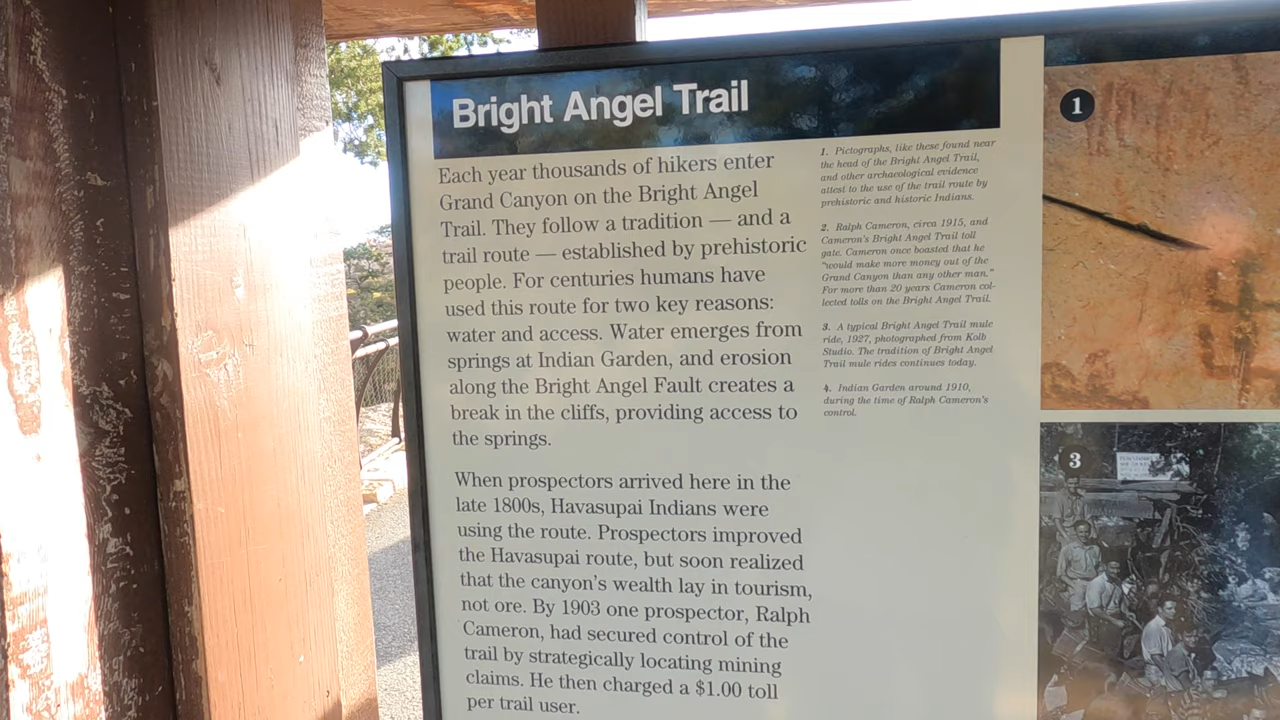 Bright Angel Trail
Each year thousands of hikers enter
Grand Canyon on the Bright Angel
Trail. They follow a tradition — and a
trail route — established by prehistoric
people. For centuries humans have
used this route for two key reasons:
water and access. Water emerges from
springs at Indian Garden, and erosion
along the Bright Angel Fault creates a
break in the cliffs, providing access to
the springs.
When prospectors arrived here in the
late 1800s, Havasupai Indians were
using the route. Prospectors improved
the Havasupai route, but soon realized
that the canyon's wealth lay in tourism,
not ore. By 1903 one prospector, Ralph
Cameron, had secured control of the
trail by strategically locating mining
claims. He then charged a $1.00 toll
per trail user.
1. Pictographs, like these found near
the head of the Bright Angel Trail,
and other archaeological evidence
attest to the use of the trail route by
prehistoric and historic Indians.
2. Ralph Cameron, circa 1915, and
Cameron's Bright Angel Trail toll
gate. Cameron once boasted that he
"would make more money out of the
Grand Canyon than any other man."
For more than 20 years Cameron col-
lected tolls on the Bright Angel Trail.
3. A typical Bright Angel Trail mule
ride, 1927, photographed from Kolb
Studio. The tradition of Bright Angel
Trail mule rides continues today.
4. Indian Garden around 1910,
during the time of Ralph Cameron's
control.
1
3